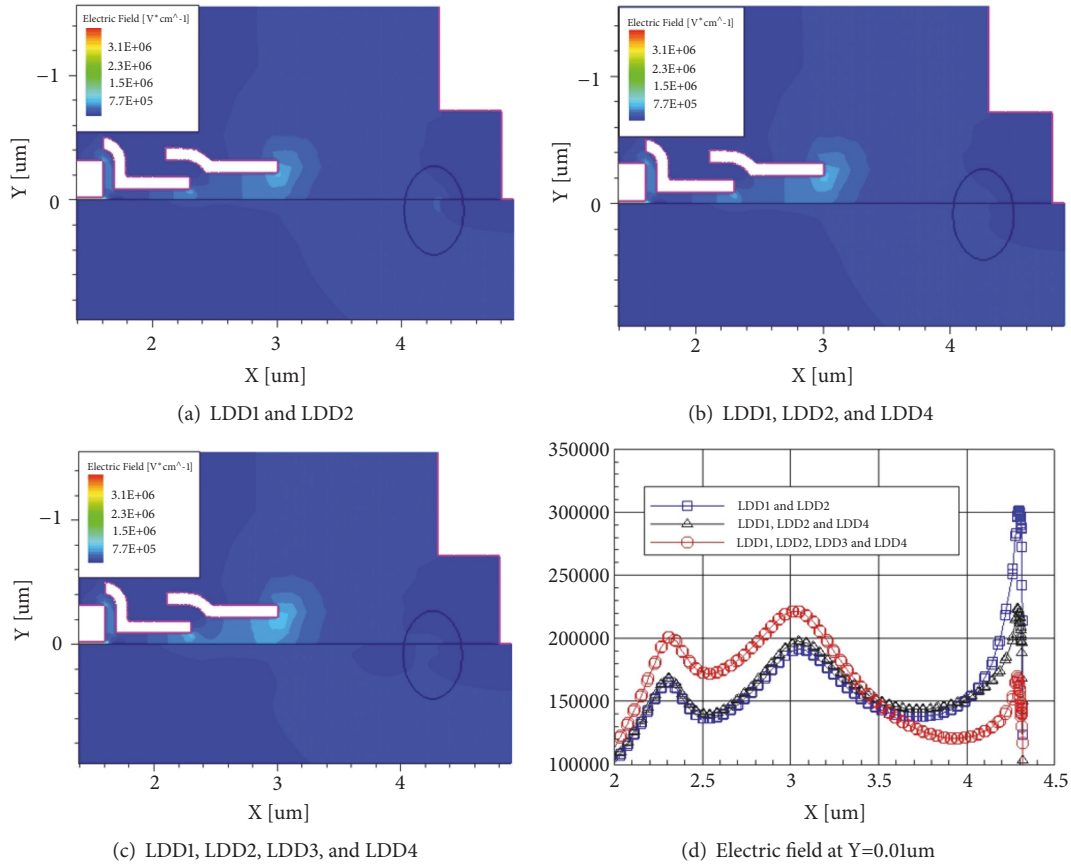 Electric Field [V*cm^-1]
3.1E+06
2.3E+06
1.5E+06
7.7E+05
−1
0
Y [um]
2
3
4
X [um]
(a) LDD1 and LDD2
Electric Field [V*cm^-1]
3.1E+06
2.3E+06
1.5E+06
7.7E+05
−1
0
Y [um]
2
3
4
X [um]
(b) LDD1, LDD2, and LDD4
Electric Field [V*cm^-1]
3.1E+06
2.3E+06
1.5E+06
7.7E+05
−1
0
Y [um]
2
3
4
X [um]
(c) LDD1, LDD2, LDD3, and LDD4
350000
300000
250000
200000
150000
100000
LDD1 and LDD2
LDD1, LDD2 and LDD4
LDD1, LDD2, LDD3 and LDD4
2
2.5
3
3.5
4
4.5
X [um]
(d) Electric field at Y=0.01um